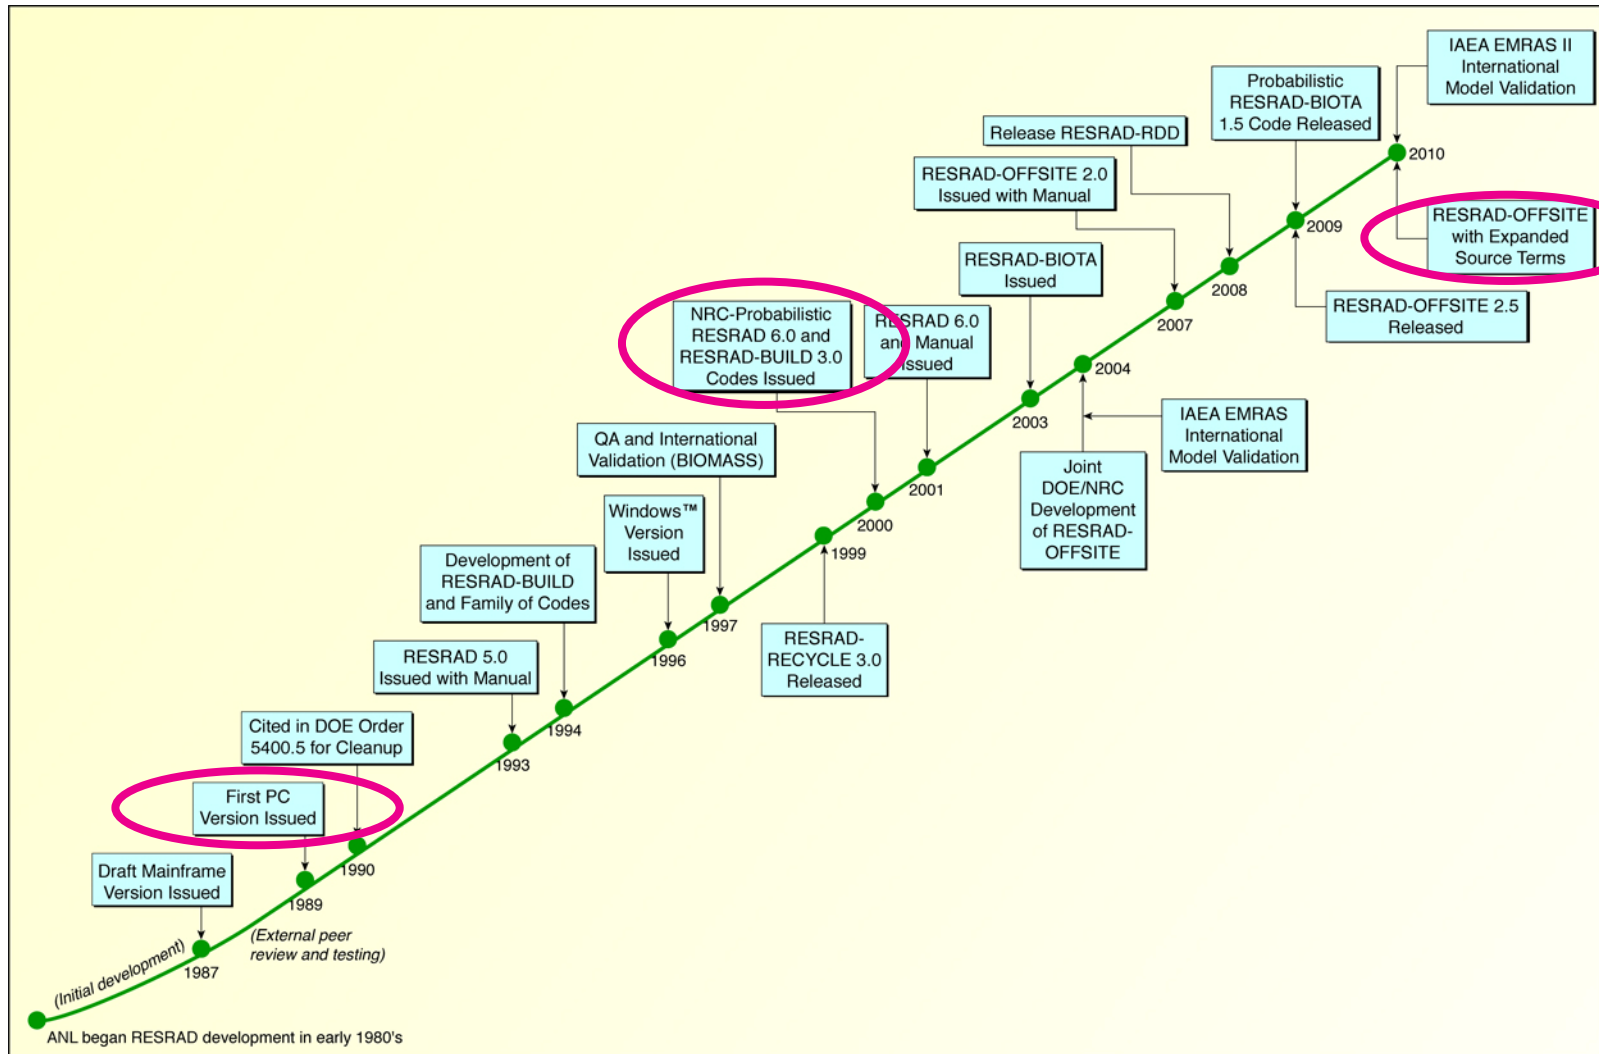 IAEA EMRAS II
International
Model Validation
Probabilistic
RESRAD-BIOTA
1.5 Code Released
Release RESRAD-RDD
2010
RESRAD-OFFSITE 2.0
Issued with Manual
RESRAD-OFFSITE
with Expanded
Source Terms
2009
RESRAD-BIOTA
Issued
2008
RESRAD-OFFSITE 2.5
Released
2007
NRC-Probabilistic
RESRAD 6.0 and
RESRAD-BUILD 3.0
Codes Issued
RESRAD 6.0
and Manual
Issued
2004
IAEA EMRAS
International
Model Validation
2003
QA and International
Validation (BIOMASS)
Joint
DOE/NRC
Development
of RESRAD-
OFFSITE
2001
Windows™
Version
Issued
2000
1999
Development of
RESRAD-BUILD
and Family of Codes
1997
RESRAD-
RECYCLE 3.0
Released
1996
RESRAD 5.0
Issued with Manual
1994
Cited in DOE Order
5400.5 for Cleanup
1993
First PC
Version Issued
1990
Draft Mainframe
Version Issued
1989
(External peer
review and testing)
1987
(Initial development)
ANL began RESRAD development in early 1980's